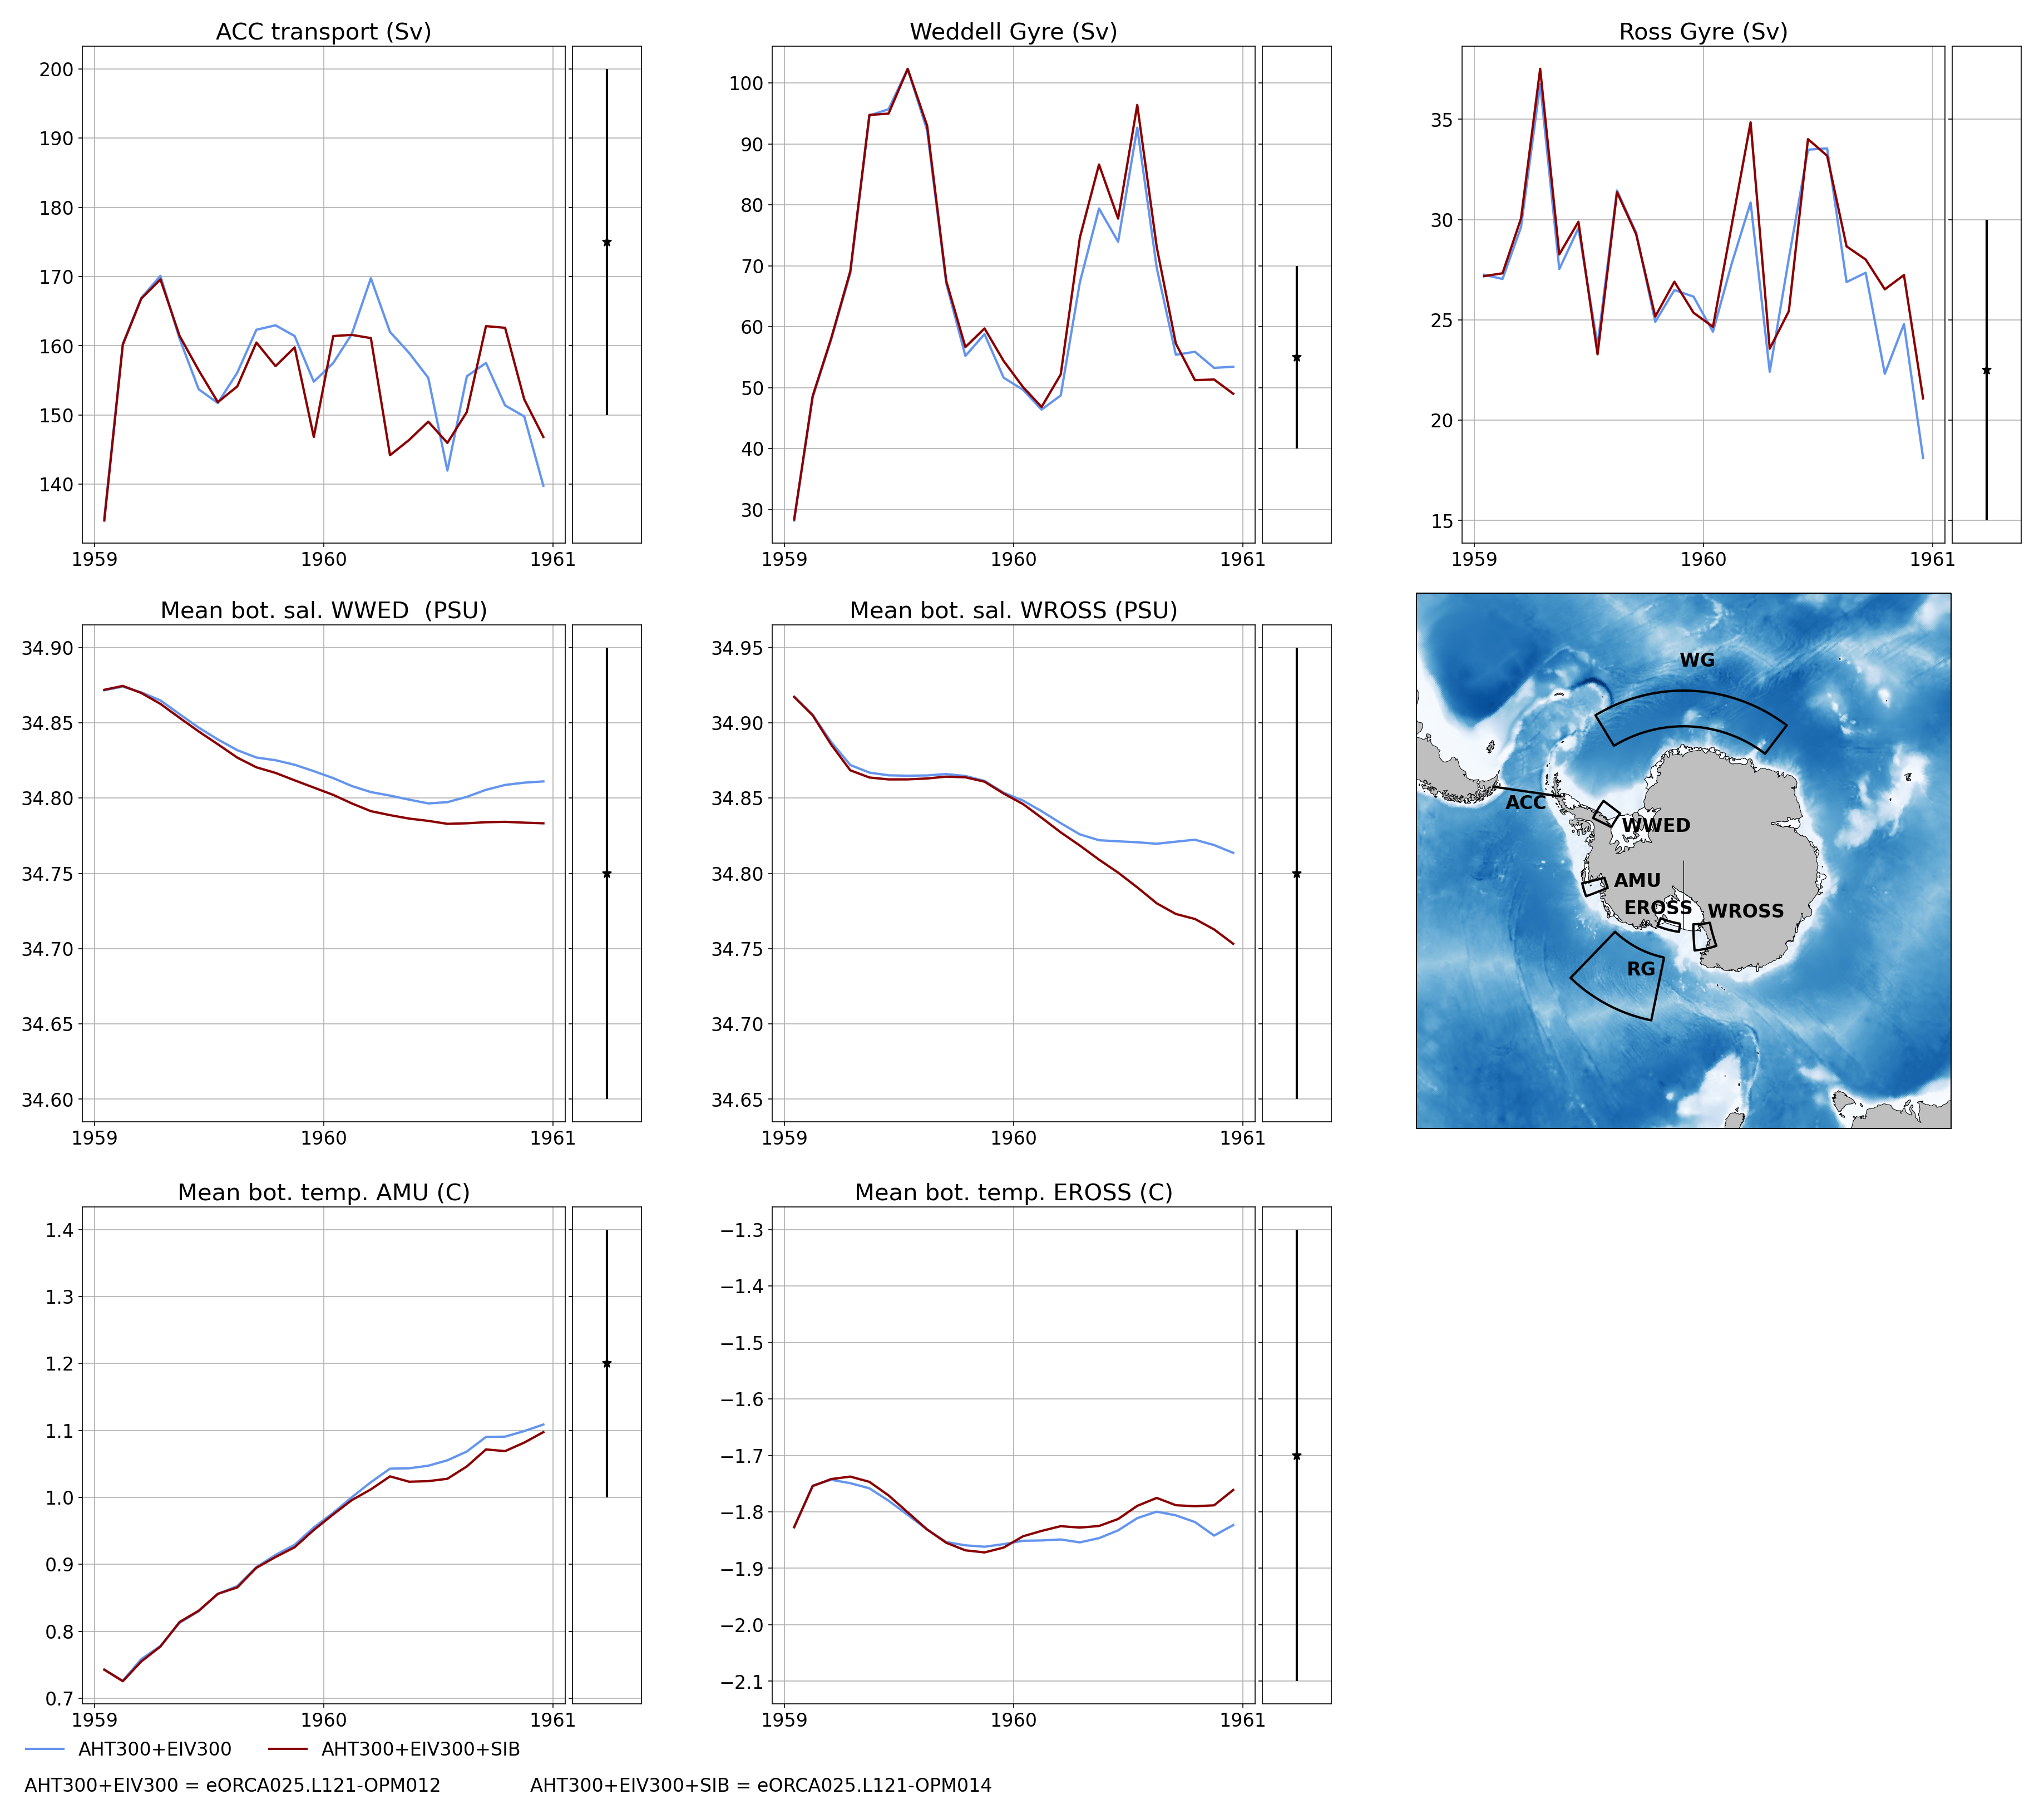 ACC transport (Sv)
200
190
180
170
160
150
140
1959 1960 1961
Weddell Gyre (Sv)
100
90
80
70
60
50
40
30
1959 1960 1961
Ross Gyre (Sv)
35
30
25
20
15
1959 1960 1961
Mean bot. sal. WWED (PSU)
34.90
34.85
34.80
34.75
34.70
34.65
34.60
1959 1960 1961
Mean bot. sal. WROSS (PSU)
34.95
34.90
34.85
34.80
34.75
34.70
34.65
1959 1960 1961
WG
ACC
WWED
AMU
EROSS WROSS
RG
Mean bot. temp. AMU (C)
1.4
1.3
1.2
1.1
1.0
0.9
0.8
0.7
1959 1960 1961
Mean bot. temp. EROSS (C)
−1.3
−1.4
−1.5
−1.6
−1.7
−1.8
−1.9
−2.0
−2.1
1959 1960 1961
AHT300+EIV300 AHT300+EIV300+SIB
AHT300+EIV300 = eORCA025.L121-OPM012 AHT300+EIV300+SIB = eORCA025.L121-OPM014